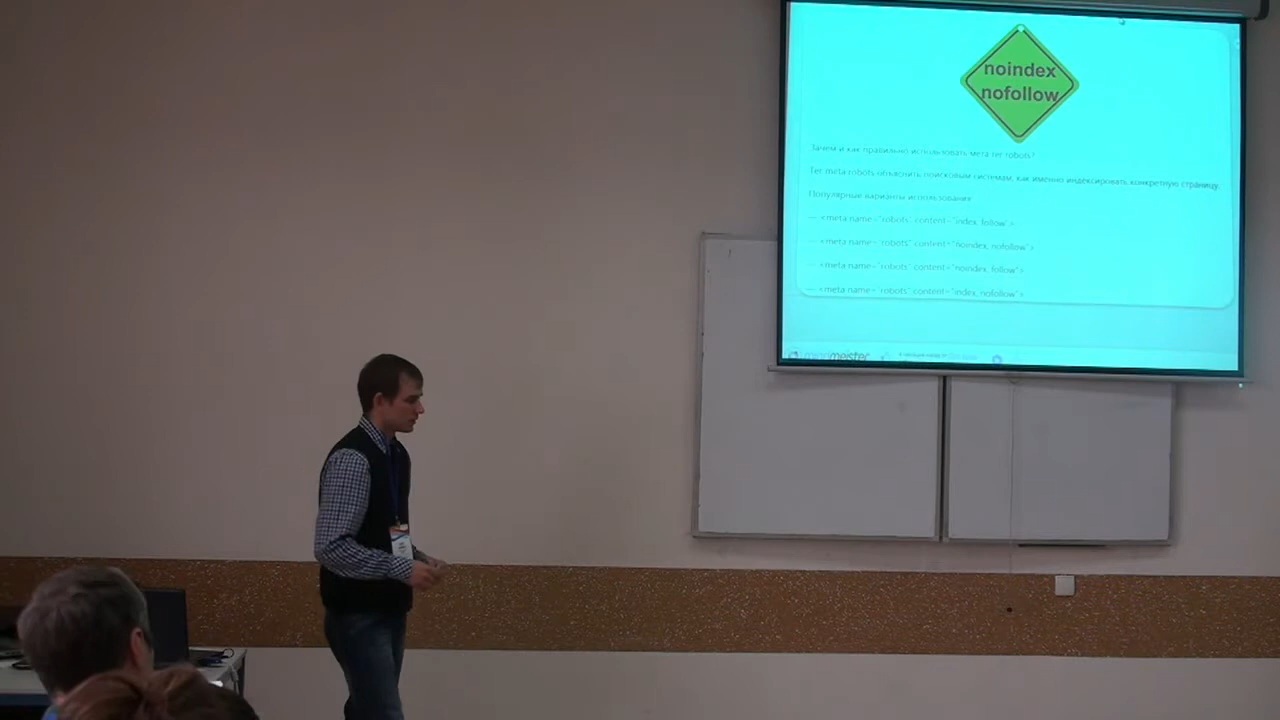 noindex
nofollow
Зачем и как правильно использовать мета тег robots?
Тег meta robots объяснить поисковым системам, как именно индексировать конкретную страницу.
Популярные варианты использования
— <meta name="robots" content="index, follow">
— <meta name="robots" content="noindex, nofollow">
— <meta name="robots" content="noindex, follow">
— <meta name="robots" content="index, nofollow">
meister